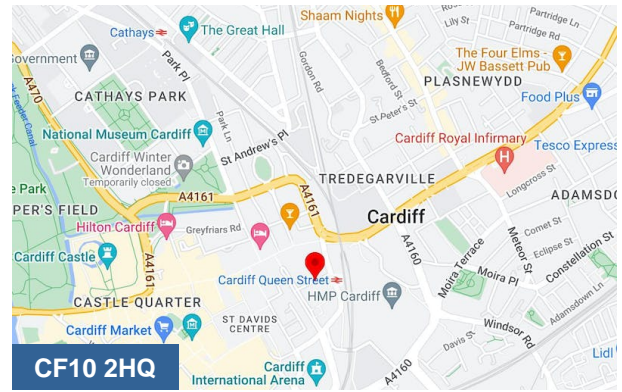 Shaam Nights
Partridge Ln
Partridge Rd
Lily St
Cathays
The Great Hall
Government
Park Pl
Gordon Rd
Bedford St
The Four Elms -
JW Bassett Pub
PLASNEWYDD
A470
CATHAYS PARK
Food Plus
Park Feeder Canal
A4161
Park Ln
St Peter's St
National Museum Cardiff
St Andrew's Pl
Cardiff Royal Infirmary
Tesco Express
Cardiff Winter
Wonderland
Temporarily closed
TREDEGARVILLE
Longcross St
e Park
A4161
ADAMSDO
PER'S FIELD
A4161
Cardiff
Hilton Cardiff
Greyfriars Rd
Comet St
Meteor St
Eclipse St
Constellation St
Cardiff Castle
A4161
A4160
Moira Terrace
Moira Pl
Cardiff Queen Street
HMP Cardiff
CASTLE QUARTER
Adamsdown Ln
ST DAVIDS
CENTRE
Windsor Rd
Cardiff Market
Davis St
Lidl
CF10 2HQ
Cardiff
International Arena
A4160